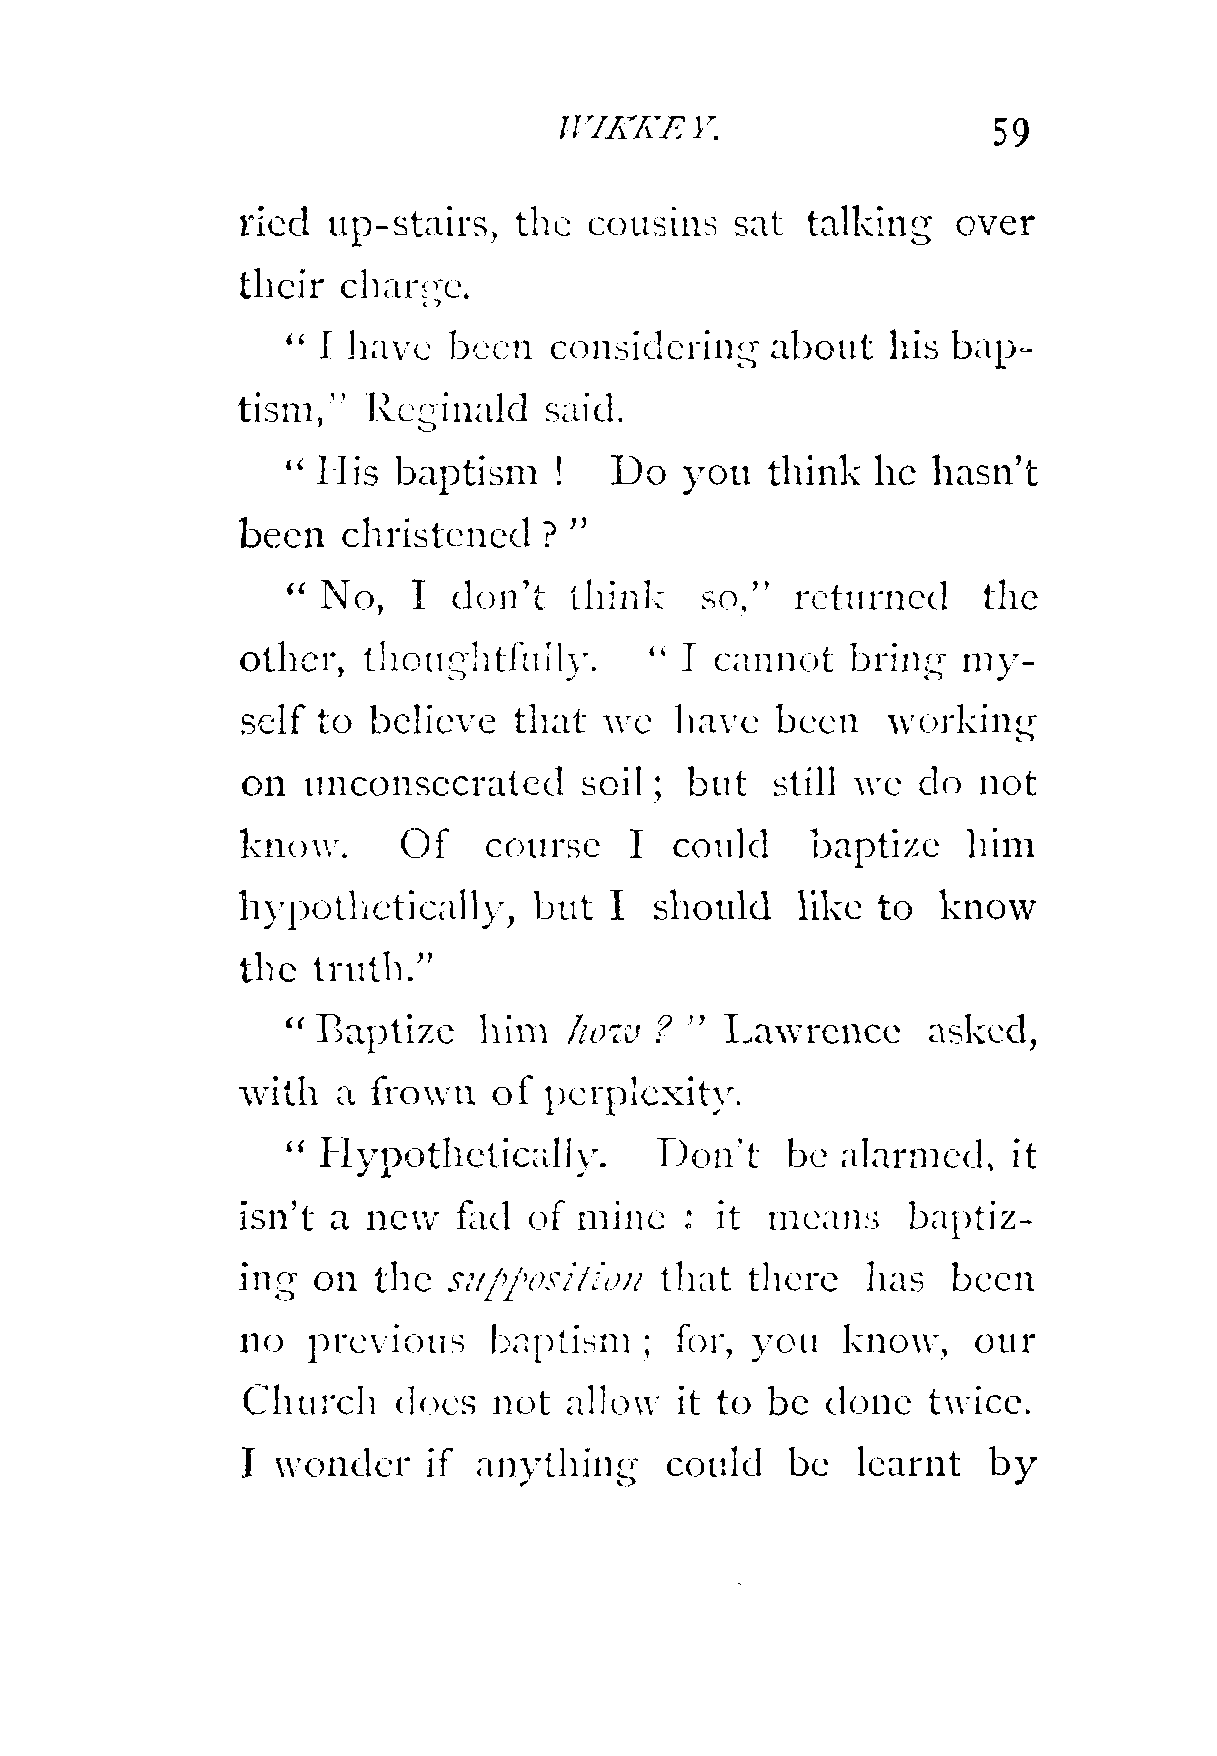 WIKKEY. 59
ried up-stairs, the cousins sat talking over
their charge.
“ I have been considering about his bap-
tism,” Reginald said.
“ His baptism ! Do you think he hasn’t
been christened ? ”
“ No, I don’t think so,” returned the
other, thoughtfully. “ I cannot bring my-
self to believe that we have been working
on unconsecrated soil ; but still we do not
know. Of course I could baptize him
hypothetically, but I should like to know
the truth.”
“ Baptize him how ? ” Lawrence asked,
with a frown of perplexity.
“ Hypothetically. Don’t be alarmed, it
isn’t a new fad of mine : it means baptiz-
ing on the supposition that there has been
no previous baptism ; for, you know, our
Church does not allow it to be done twice.
I wonder if anything could be learnt by